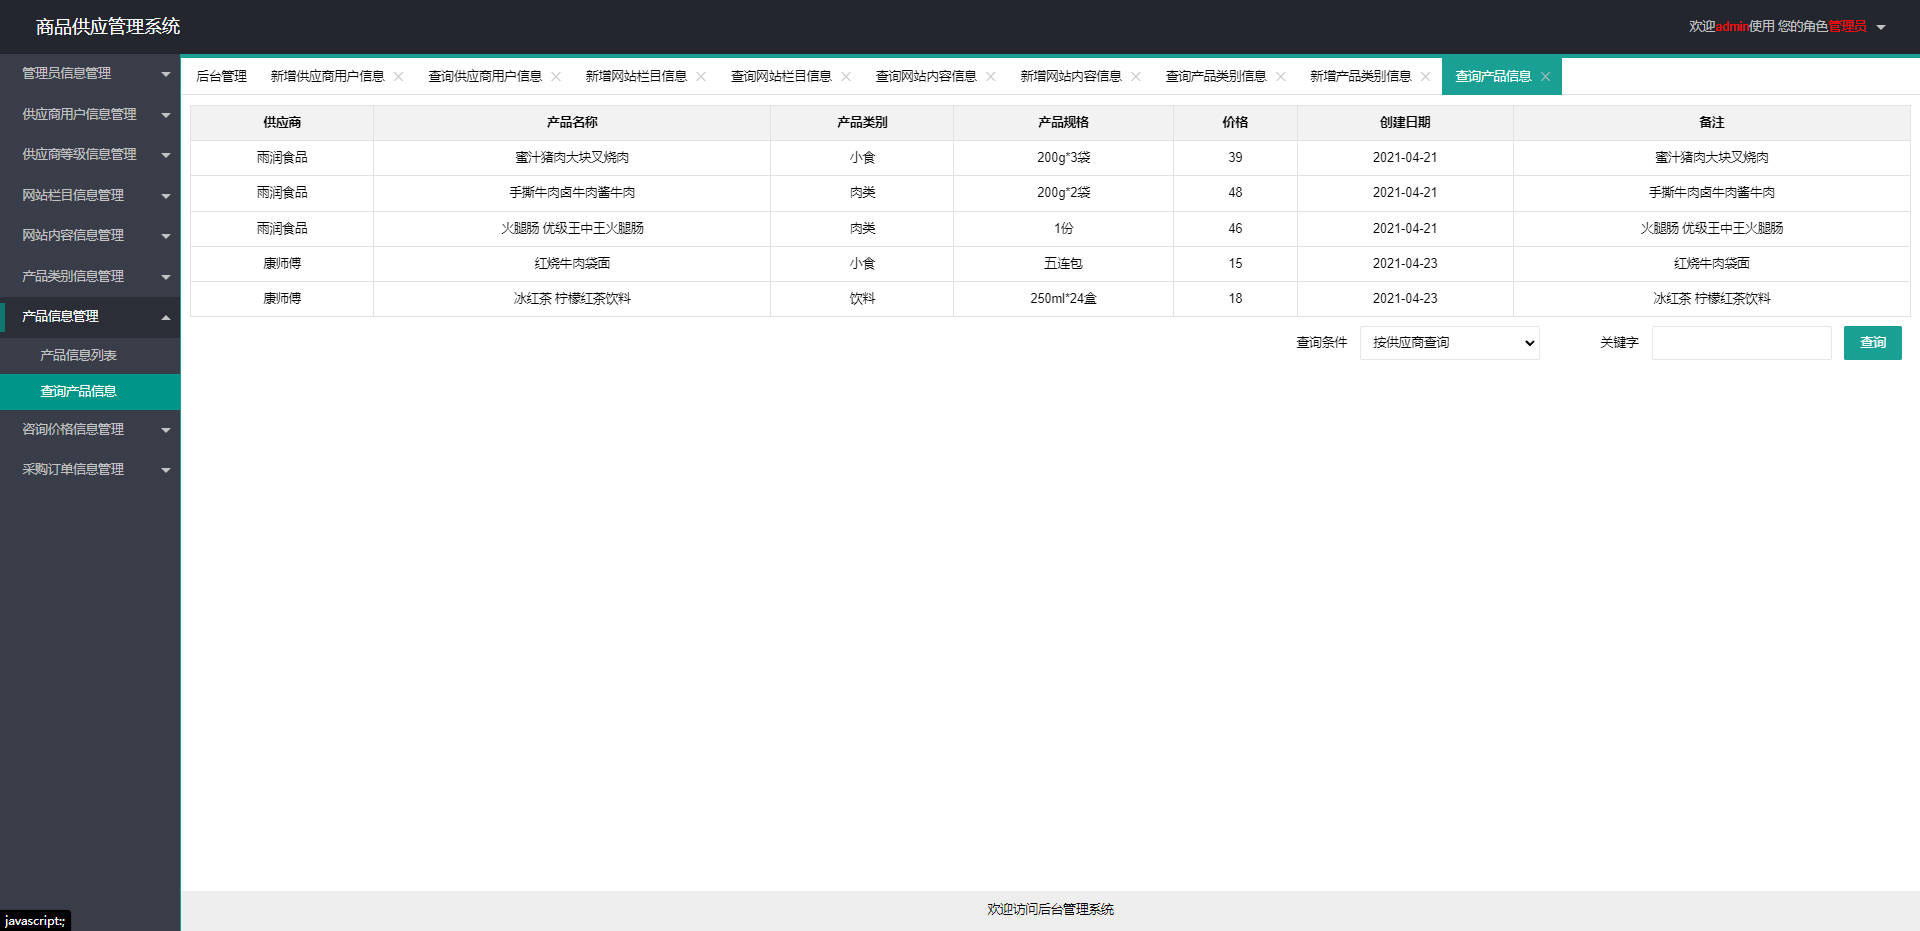 商品供应管理系统
欢迎admin使用 您的角色管理员
管理员信息管理
供应商用户信息管理
供应商等级信息管理
网站栏目信息管理
网站内容信息管理
产品类别信息管理
产品信息管理
产品信息列表
查询产品信息
咨询价格信息管理
采购订单信息管理
后台管理 新增供应商用户信息 查询供应商用户信息 新增网站栏目信息 查询网站栏目信息 查询网站内容信息 新增网站内容信息 查询产品类别信息 新增产品类别信息 查询产品信息
供应商 产品名称 产品类别 产品规格 价格 创建日期 备注
雨润食品 蜜汁猪肉大块叉烧肉 小食 200g*3袋 39 2021-04-21 蜜汁猪肉大块叉烧肉
雨润食品 手撕牛肉卤牛肉酱牛肉 肉类 200g*2袋 48 2021-04-21 手撕牛肉卤牛肉酱牛肉
雨润食品 火腿肠 优级王中王火腿肠 肉类 1份 46 2021-04-21 火腿肠 优级王中王火腿肠
康师傅 红烧牛肉袋面 小食 五连包 15 2021-04-23 红烧牛肉袋面
康师傅 冰红茶 柠檬红茶饮料 饮料 250ml*24盒 18 2021-04-23 冰红茶 柠檬红茶饮料
查询条件 按供应商查询 关键字 查询
欢迎访问后台管理系统
javascript:;